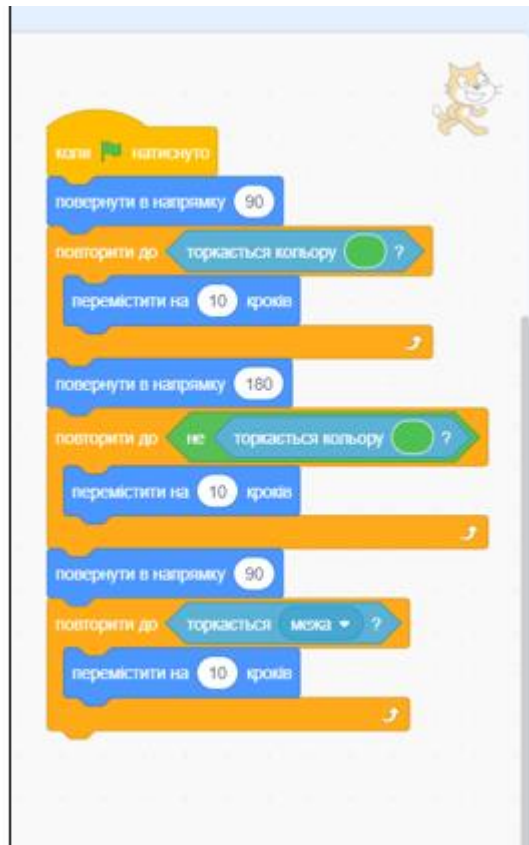 коли натиснуто
повернути в напрямку 90
повторити до торкається кольору ?
перемістити на 10 кроків
повернути в напрямку 180
повторити до не торкається кольору ?
перемістити на 10 кроків
повернути в напрямку 90
повторити до торкається межа ?
перемістити на 10 кроків